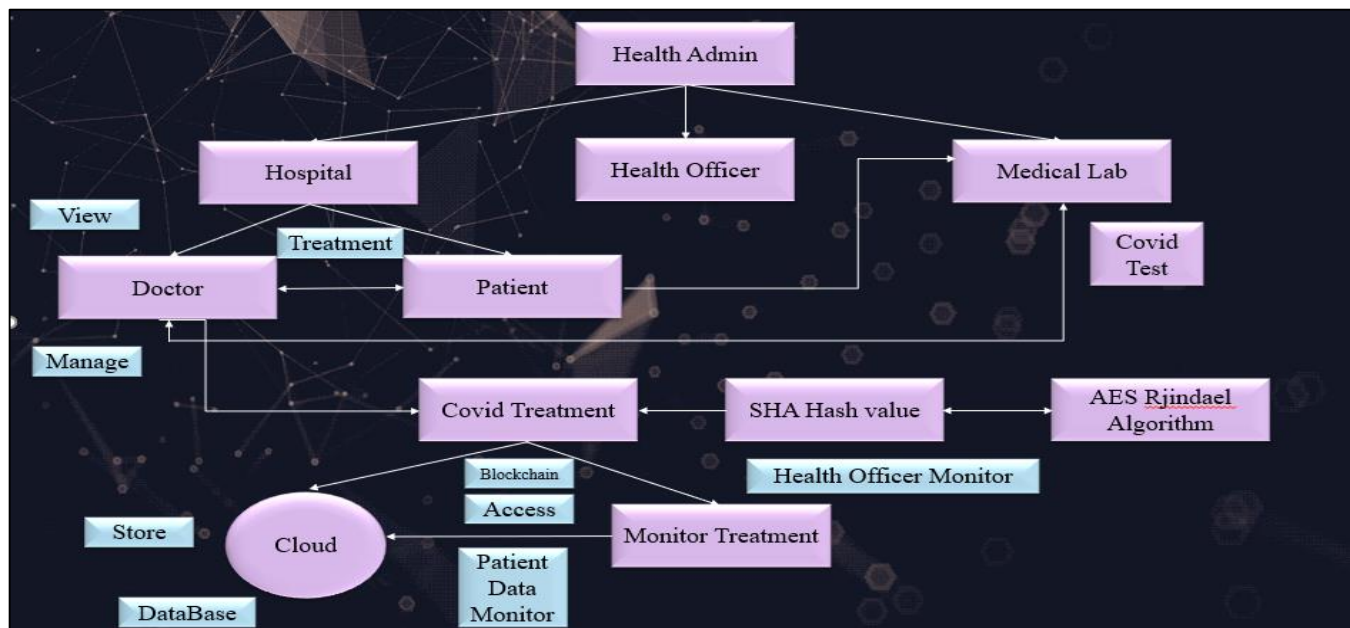 Health Admin
Hospital
Health Officer
Medical Lab
View
Treatment
Covid
Test
Doctor
Patient
Manage
Covid Treatment
SHA Hash value
AES Rjindael
Algorithm
Blockchain
Health Officer Monitor
Access
Store
Cloud
Monitor Treatment
Patient
Data
Monitor
DataBase